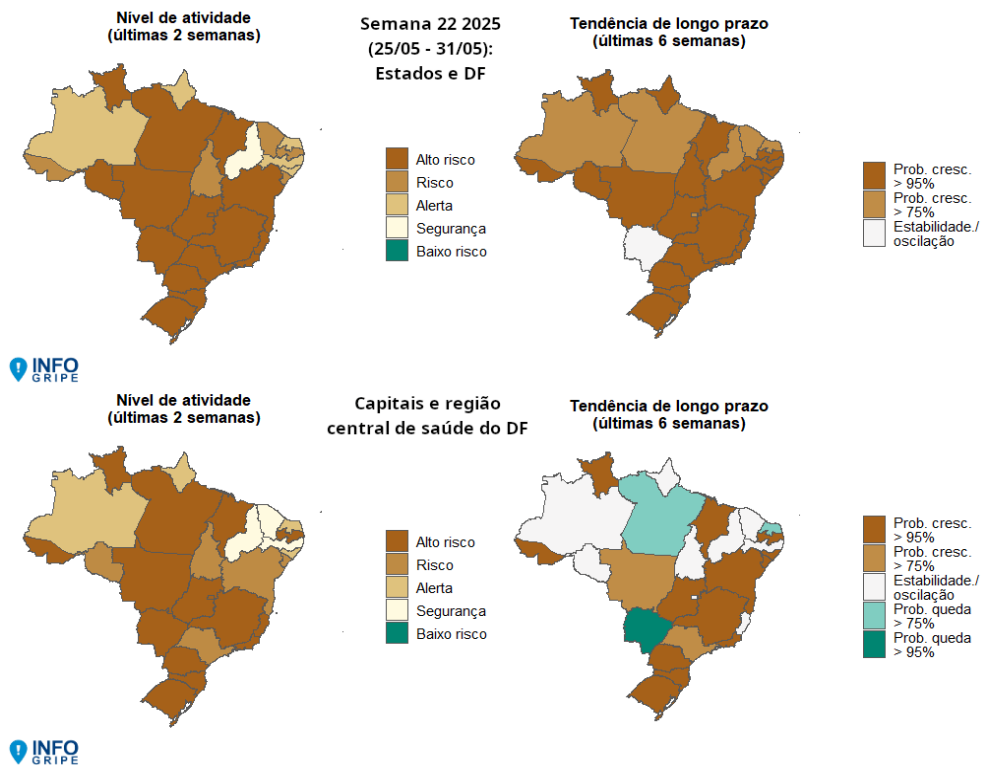 Nível de atividade
(últimas 2 semanas)
Semana 22 2025
(25/05 - 31/05):
Estados e DF
Tendência de longo prazo
(últimas 6 semanas)
Alto risco
Risco
Alerta
Segurança
Baixo risco
Prob. cresc.
> 95%
Prob. cresc.
> 75%
Estabilidade./
oscilação
INFO
GRIPE
Nível de atividade
(últimas 2 semanas)
Capitais e região
central de saúde do DF
Tendência de longo prazo
(últimas 6 semanas)
Alto risco
Risco
Alerta
Segurança
Baixo risco
Prob. cresc.
> 95%
Prob. cresc.
> 75%
Estabilidade./
oscilação
Prob. queda
> 75%
Prob. queda
> 95%
INFO
GRIPE